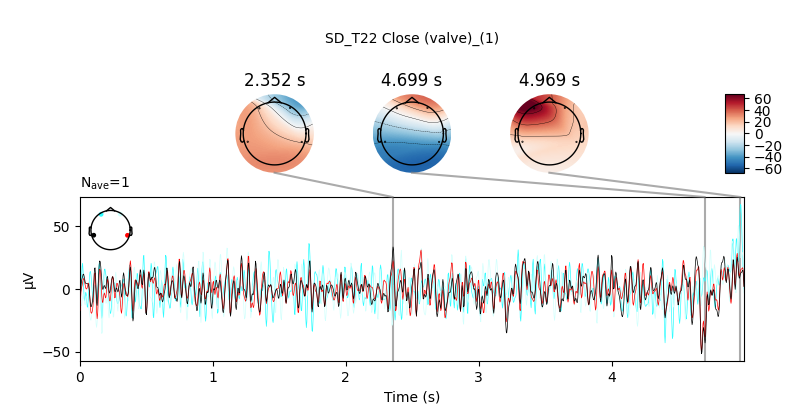 SD_T22 Close (valve)_(1)
2.352 s 4.699 s 4.969 s
60
40
20
0
−20
−40
−60
Nave=1
50
0
−50
µV
0 1 2 3 4
Time (s)